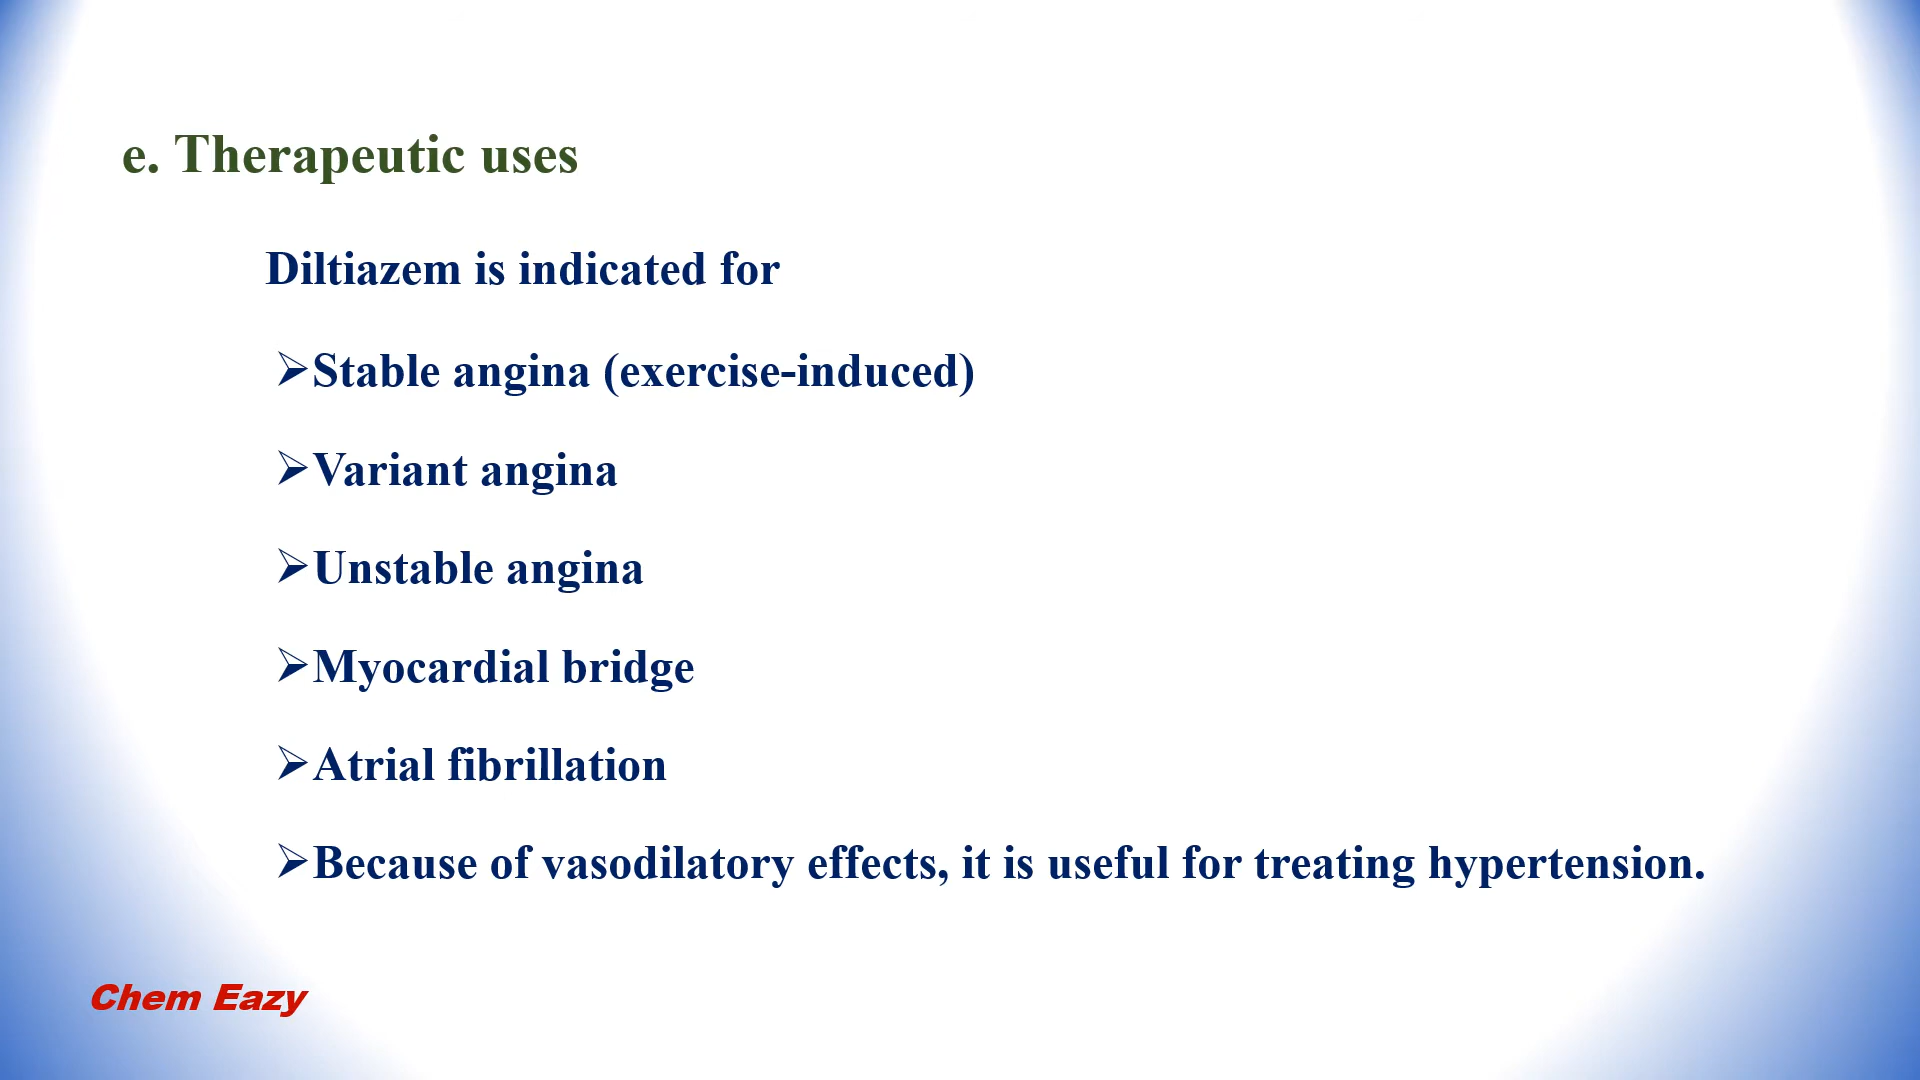 e. Therapeutic uses
Diltiazem is indicated for
➢Stable angina (exercise-induced)
➢Variant angina
➢Unstable angina
➢Myocardial bridge
➢Atrial fibrillation
➢Because of vasodilatory effects, it is useful for treating hypertension.
Chem Eazy